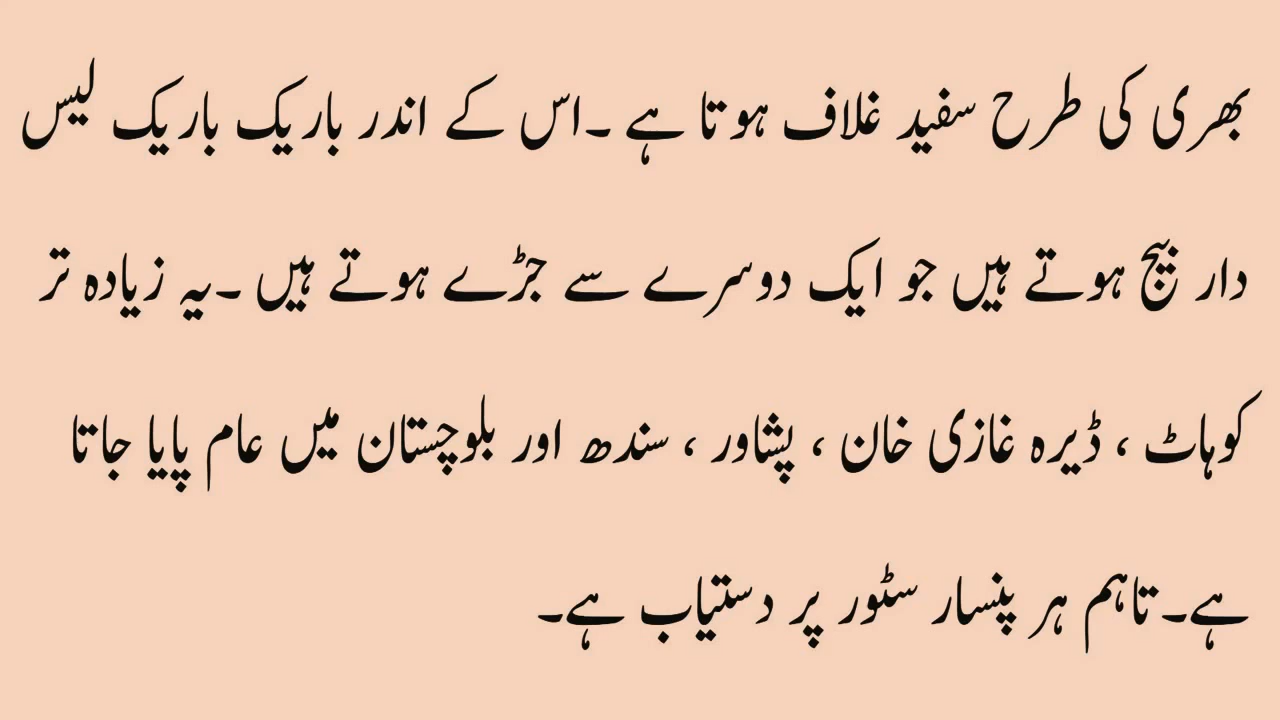 بھری کی طرح سفید غلاف ہوتا ہے ۔اس کے اندر باریک باریک لیس
دار بیج ہوتے ہیں جو ایک دوسرے سے جڑے ہوتے ہیں ۔یہ زیادہ تر
کوہاٹ ، ڈیرہ غازی خان ، پشاور ، سندھ اور بلوچستان میں عام پایا جاتا
ہے۔تاہم ہر پنسار سٹور پر دستیاب ہے۔